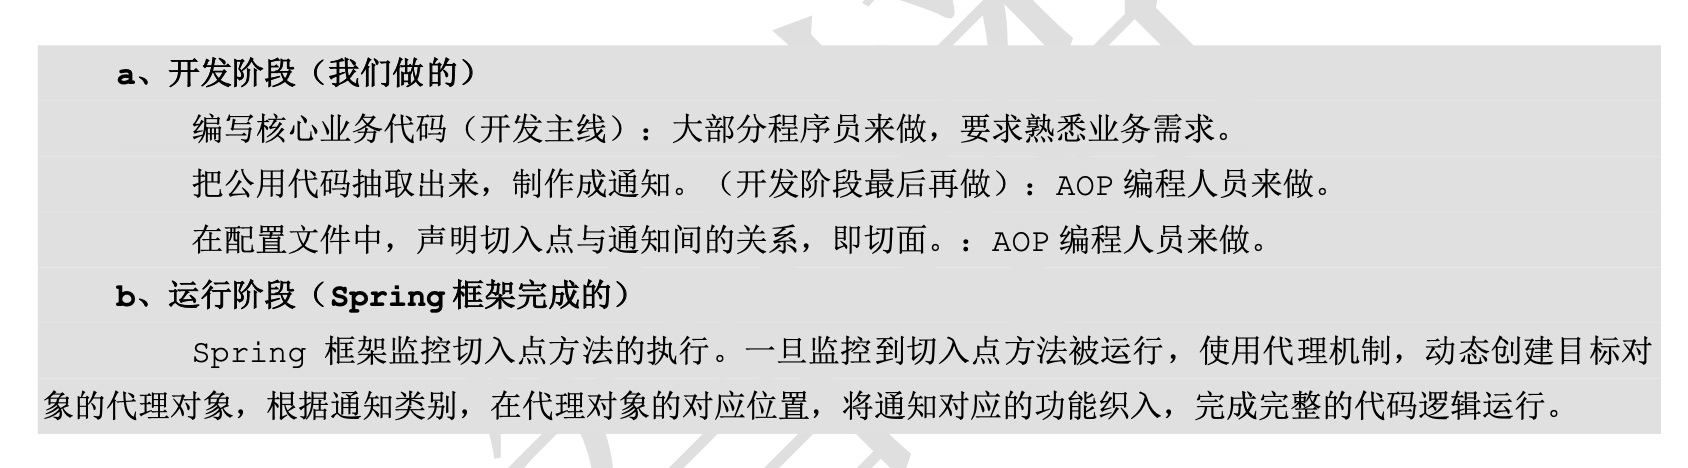 a、开发阶段（我们做的）
编写核心业务代码（开发主线）：大部分程序员来做，要求熟悉业务需求。
把公用代码抽取出来，制作成通知。（开发阶段最后再做）：AOP 编程人员来做。
在配置文件中，声明切入点与通知间的关系，即切面。：AOP 编程人员来做。
b、运行阶段（Spring 框架完成的）
Spring 框架监控切入点方法的执行。一旦监控到切入点方法被运行，使用代理机制，动态创建目标对
象的代理对象，根据通知类别，在代理对象的对应位置，将通知对应的功能织入，完成完整的代码逻辑运行。